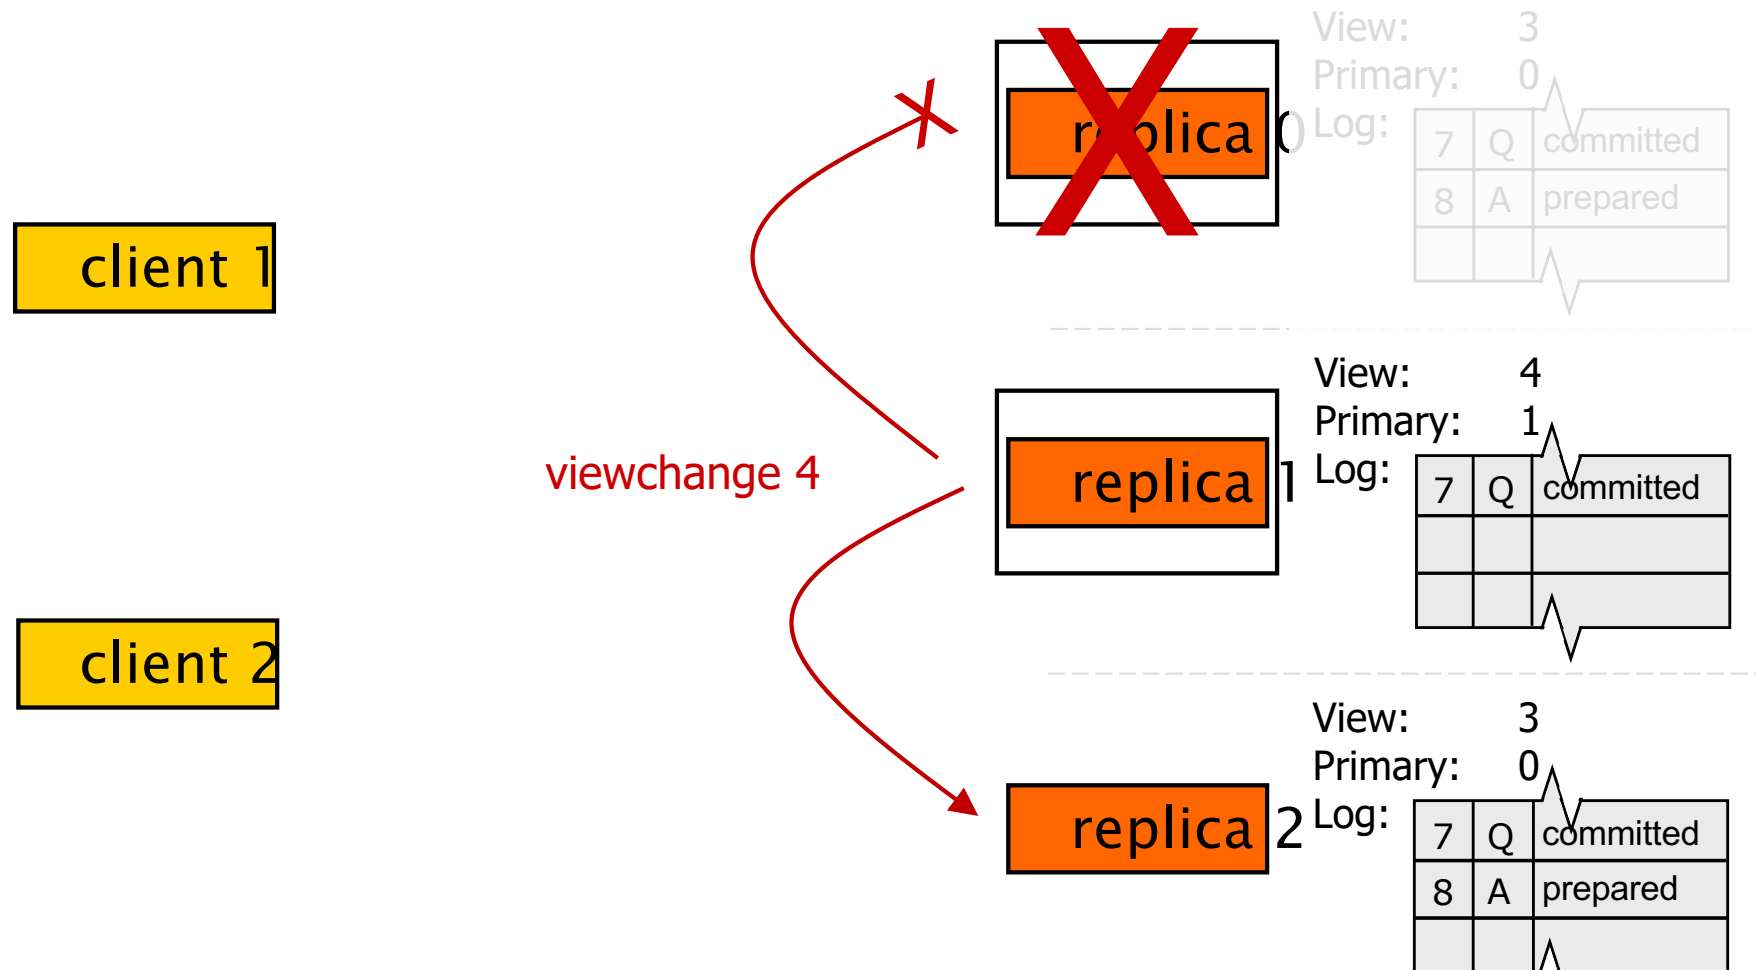 client 1
client 2
viewchange 4
replica 0
View: 3
Primary: 0
Log:
7 Q committed
8 A prepared
replica 1
View: 4
Primary: 1
Log:
7 Q committed
replica 2
View: 3
Primary: 0
Log:
7 Q committed
8 A prepared